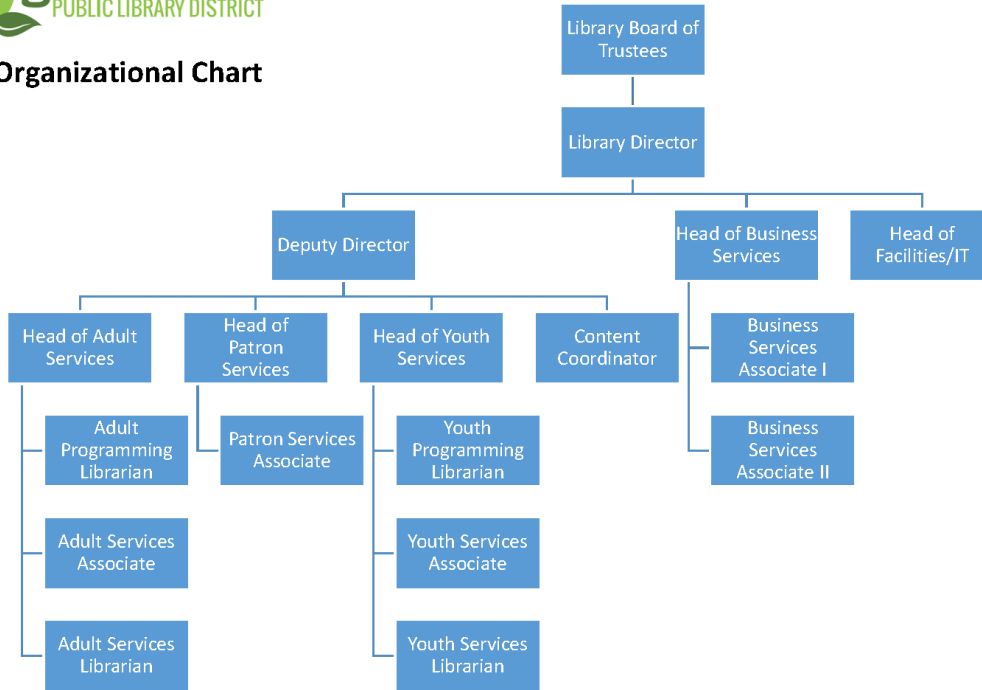 PUBLIC LIBRARY DISTRICT
Organizational Chart
Library Board of
Trustees
Library Director
Deputy Director
Head of Business
Services
Head of
Facilities/IT
Head of Adult
Services
Head of
Patron
Services
Head of Youth
Services
Content
Coordinator
Business
Services
Associate I
Adult
Programming
Librarian
Patron Services
Associate
Youth
Programming
Librarian
Business
Services
Associate II
Adult Services
Associate
Youth Services
Associate
Adult Services
Librarian
Youth Services
Librarian